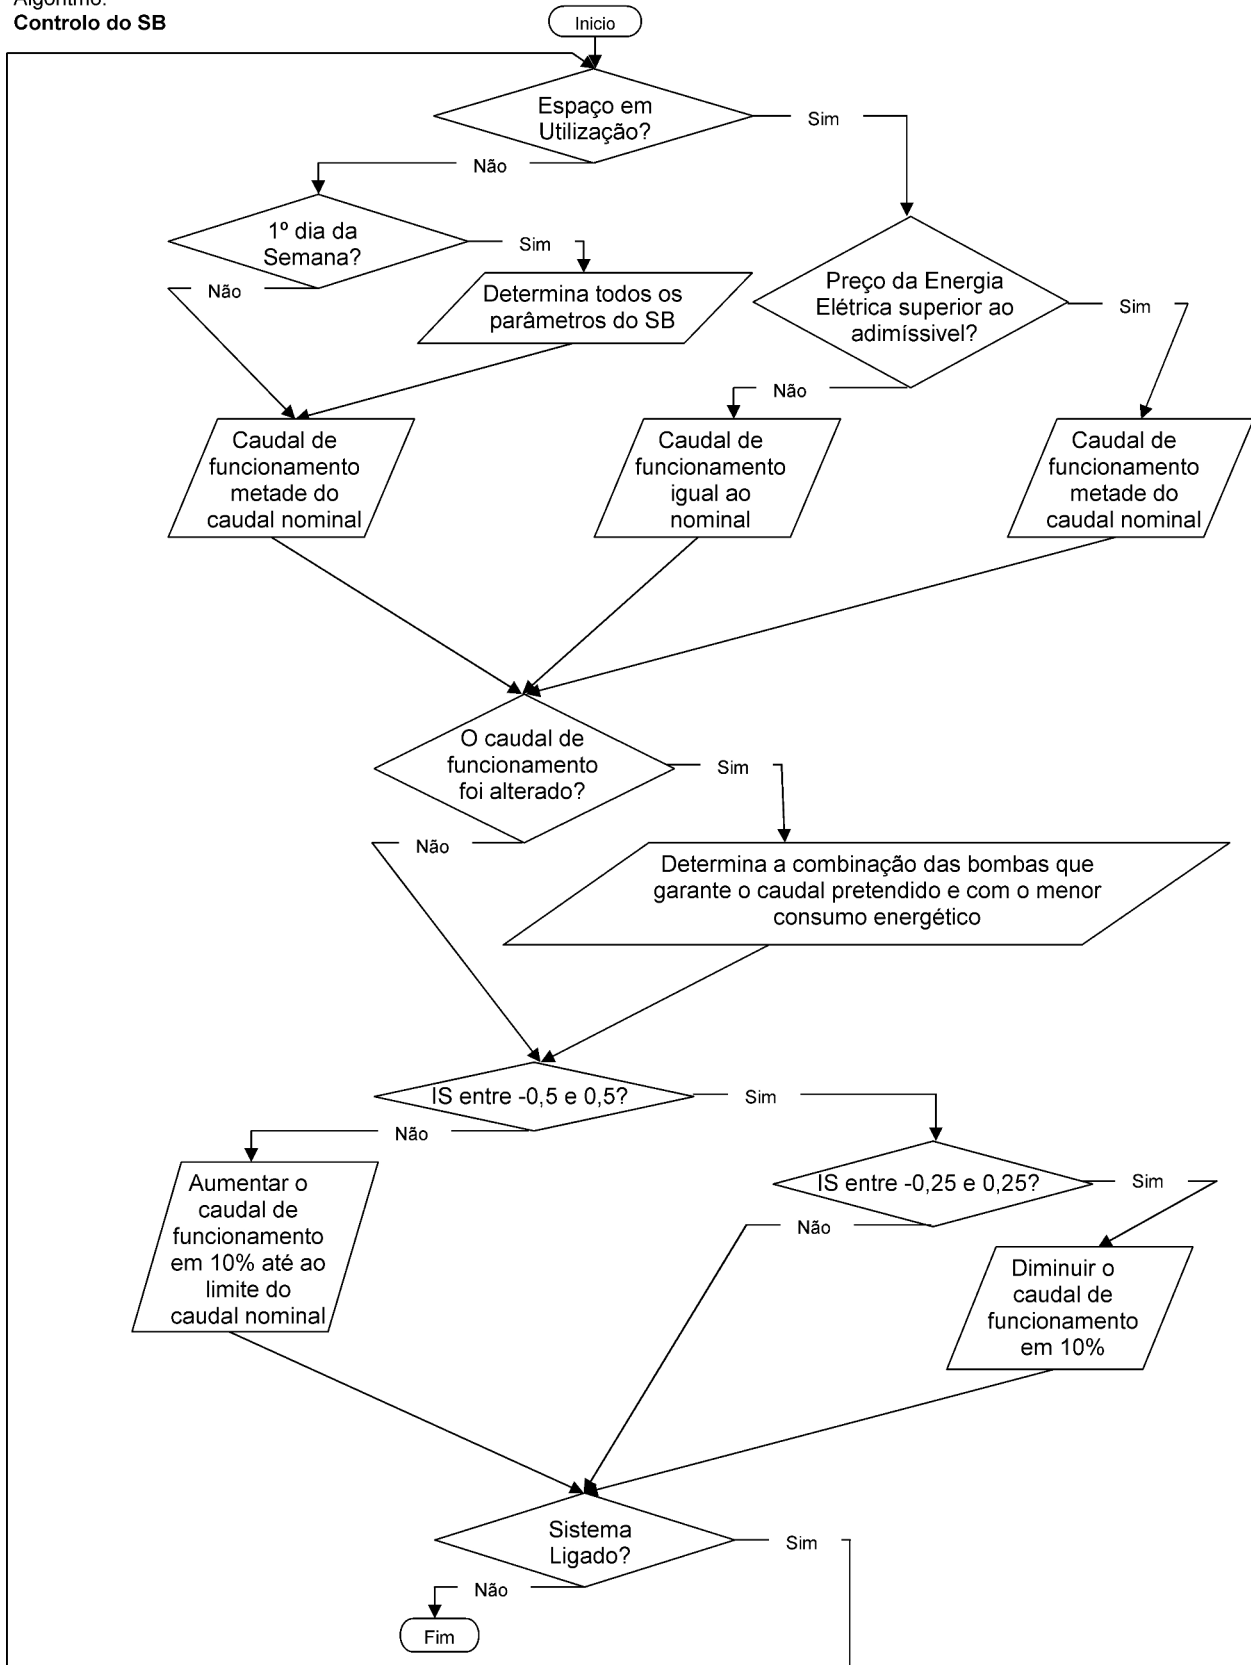 Algoritmo:
Controlo do SB
Inicio
Espaço em
Utilização?
Sim
Não
1º dia da
Semana?
Sim
Não
Determina todos os
parâmetros do SB
Preço da Energia
Elétrica superior ao
adimíssivel?
Sim
Não
Caudal de
funcionamento
metade do
caudal nominal
Caudal de
funcionamento
igual ao
nominal
Caudal de
funcionamento
metade do
caudal nominal
O caudal de
funcionamento
foi alterado?
Sim
Não
Determina a combinação das bombas que
garante o caudal pretendido e com o menor
consumo energético
IS entre -0,5 e 0,5?
Sim
Não
Aumentar o
caudal de
funcionamento
em 10% até ao
limite do
caudal nominal
IS entre -0,25 e 0,25?
Sim
Não
Diminuir o
caudal de
funcionamento
em 10%
Sistema
Ligado?
Sim
Não
Fim